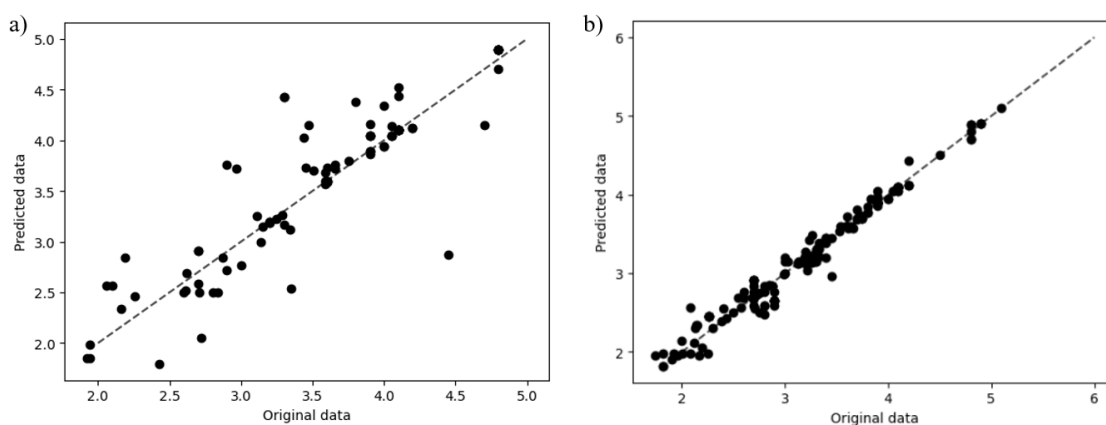 a)
5.0
4.5
4.0
3.5
3.0
2.5
2.0
Predicted data
2.0 2.5 3.0 3.5 4.0 4.5 5.0
Original data
b)
6
5
4
3
2
Predicted data
2 3 4 5 6
Original data